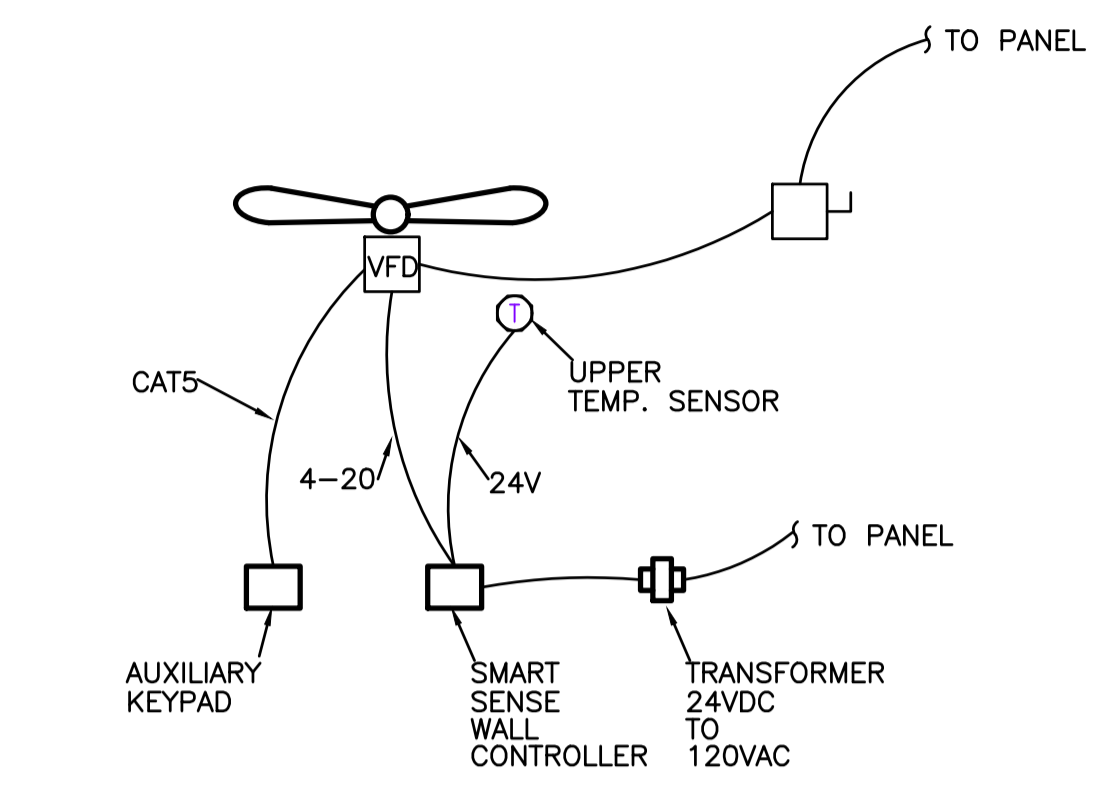 TO PANEL
VFD
T
UPPER
TEMP. SENSOR
CAT5
4-20
24V
TO PANEL
AUXILIARY
KEYPAD
SMART
SENSE
WALL
CONTROLLER
TRANSFORMER
24VDC
TO
120VAC